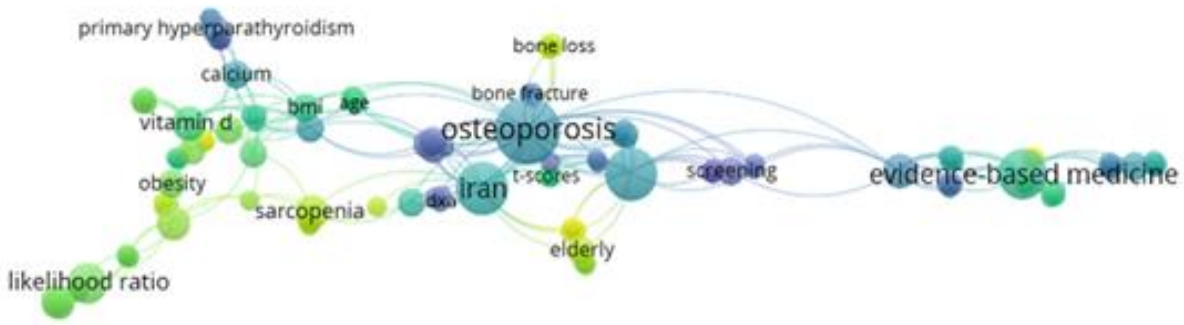 primary hyperparathyroidism
bone loss
calcium
bone fracture
bmi
age
vitamin d
osteoporosis
t-scores
screening
evidence-based medicine
obesity
iran
dxa
sarcopenia
elderly
likelihood ratio